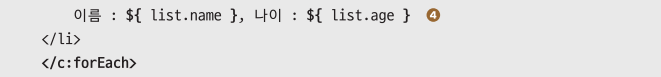 이름 : ${ list.name }, 나이 : ${ list.age } ❹
</li>
</c:forEach>